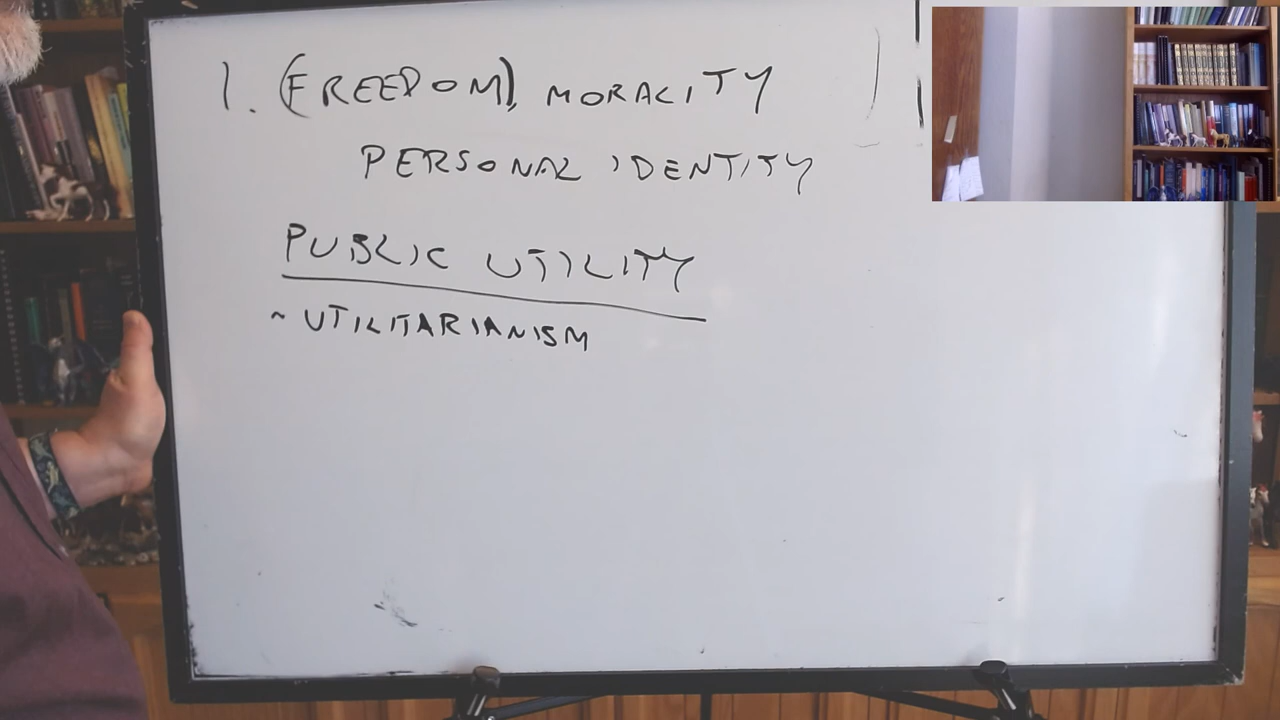 1. (FREEDOM), MORALITY
PERSONAL IDENTITY
PUBLIC UTILITY
~ UTILITARIANISM